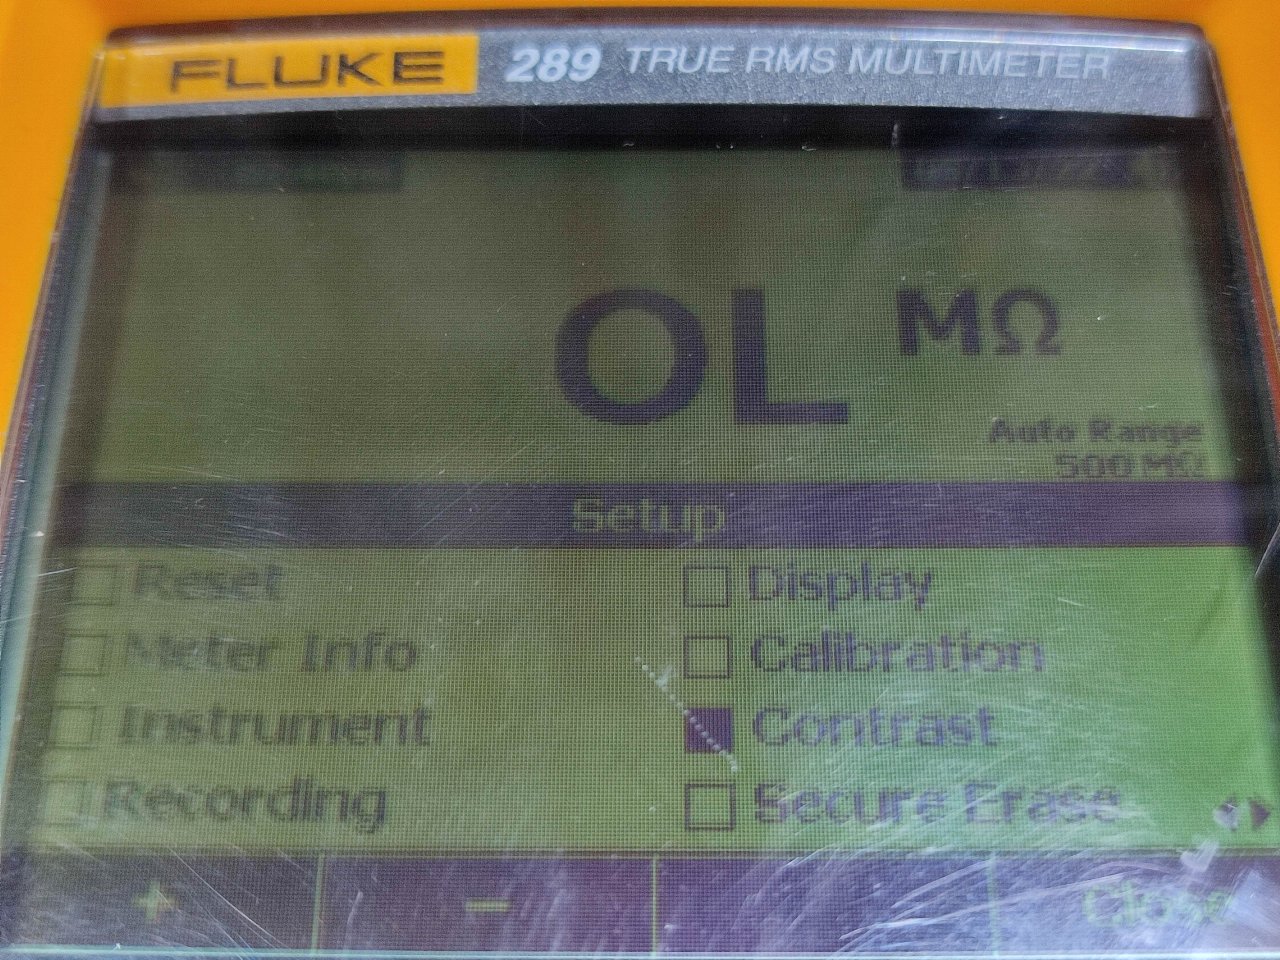 FLUKE 289 TRUE RMS MULTIMETER
OL MΩ
Auto Range
500 MΩ
Setup
Reset Display
Meter Info Calibration
Instrument Contrast
Recording Secure Erase
+ - Close